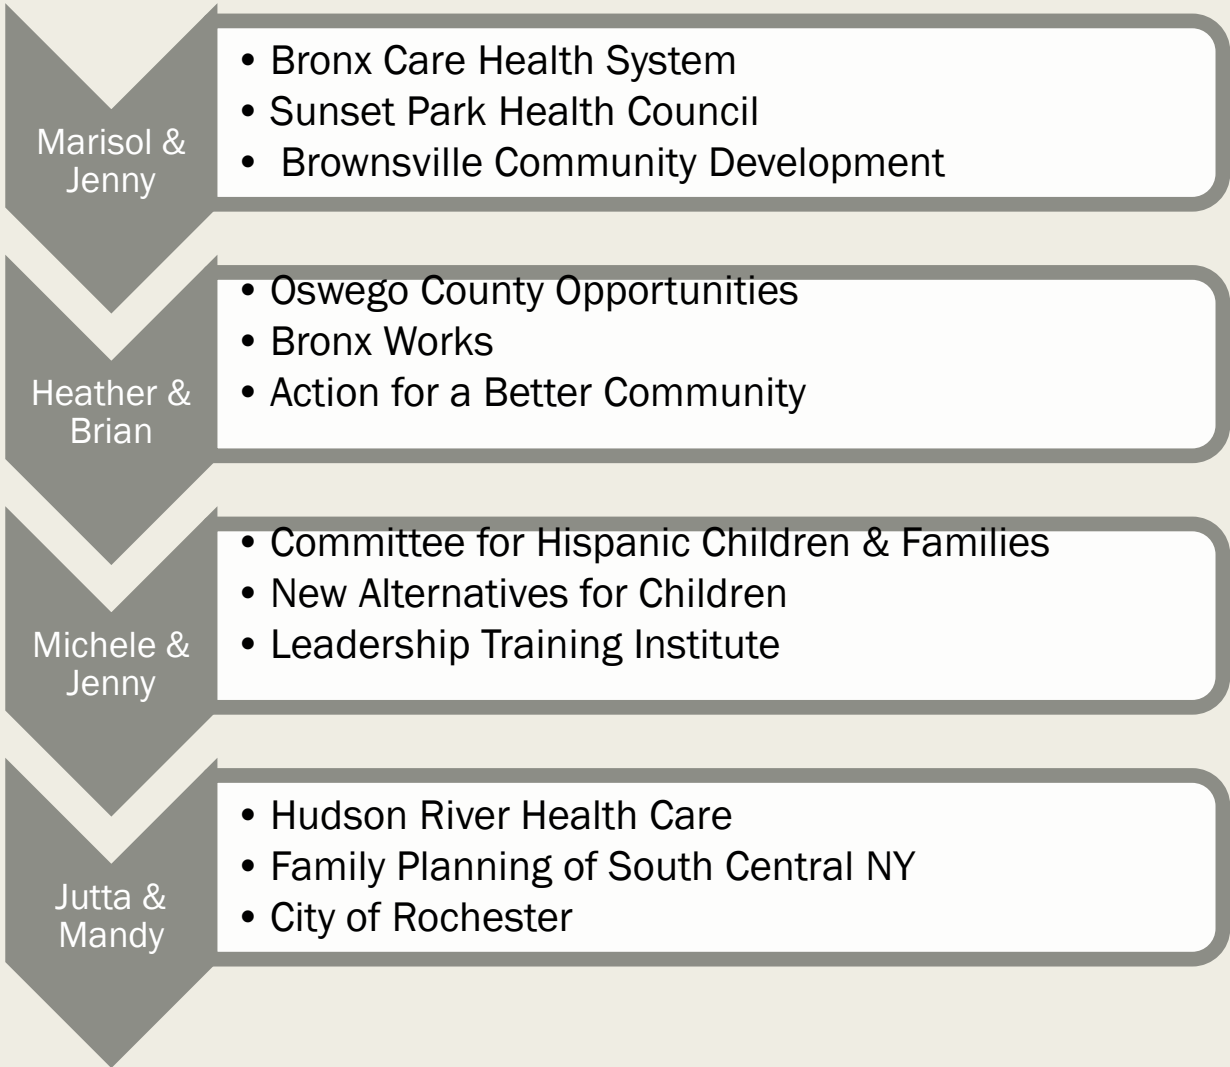 Marisol &
Jenny
• Bronx Care Health System
• Sunset Park Health Council
• Brownsville Community Development
Heather &
Brian
• Oswego County Opportunities
• Bronx Works
• Action for a Better Community
Michele &
Jenny
• Committee for Hispanic Children & Families
• New Alternatives for Children
• Leadership Training Institute
Jutta &
Mandy
• Hudson River Health Care
• Family Planning of South Central NY
• City of Rochester